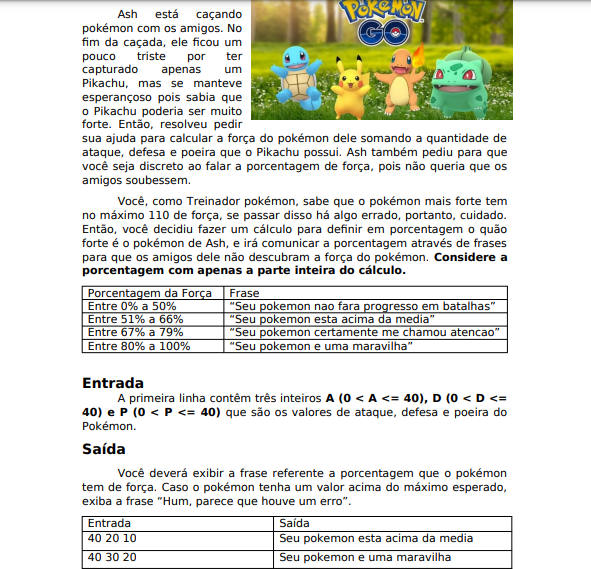 POKÉMON
GO
Ash está caçando
pokémon com os amigos. No
fim da caçada, ele ficou um
pouco triste por ter
capturado apenas um
Pikachu, mas se manteve
esperançoso pois sabia que
o Pikachu poderia ser muito
forte. Então, resolveu pedir
sua ajuda para calcular a força do pokémon dele somando a quantidade de
ataque, defesa e poeira que o Pikachu possui. Ash também pediu para que
você seja discreto ao falar a porcentagem de força, pois não queria que os
amigos soubessem.
Você, como Treinador pokémon, sabe que o pokémon mais forte tem
no máximo 110 de força, se passar disso há algo errado, portanto, cuidado.
Então, você decidiu fazer um cálculo para definir em porcentagem o quão
forte é o pokémon de Ash, e irá comunicar a porcentagem através de frases
para que os amigos dele não descubram a força do pokémon. Considere a
porcentagem com apenas a parte inteira do cálculo.
Porcentagem da Força Frase
Entre 0% a 50% “Seu pokemon nao fara progresso em batalhas”
Entre 51% a 66% “Seu pokemon esta acima da media”
Entre 67% a 79% “Seu pokemon certamente me chamou atencao”
Entre 80% a 100% “Seu pokemon e uma maravilha”
Entrada
A primeira linha contêm três inteiros A (0 < A <= 40), D (0 < D <=
40) e P (0 < P <= 40) que são os valores de ataque, defesa e poeira do
Pokémon.
Saída
Você deverá exibir a frase referente a porcentagem que o pokémon
tem de força. Caso o pokémon tenha um valor acima do máximo esperado,
exiba a frase “Hum, parece que houve um erro”.
Entrada Saída
40 20 10 Seu pokemon esta acima da media
40 30 20 Seu pokemon e uma maravilha